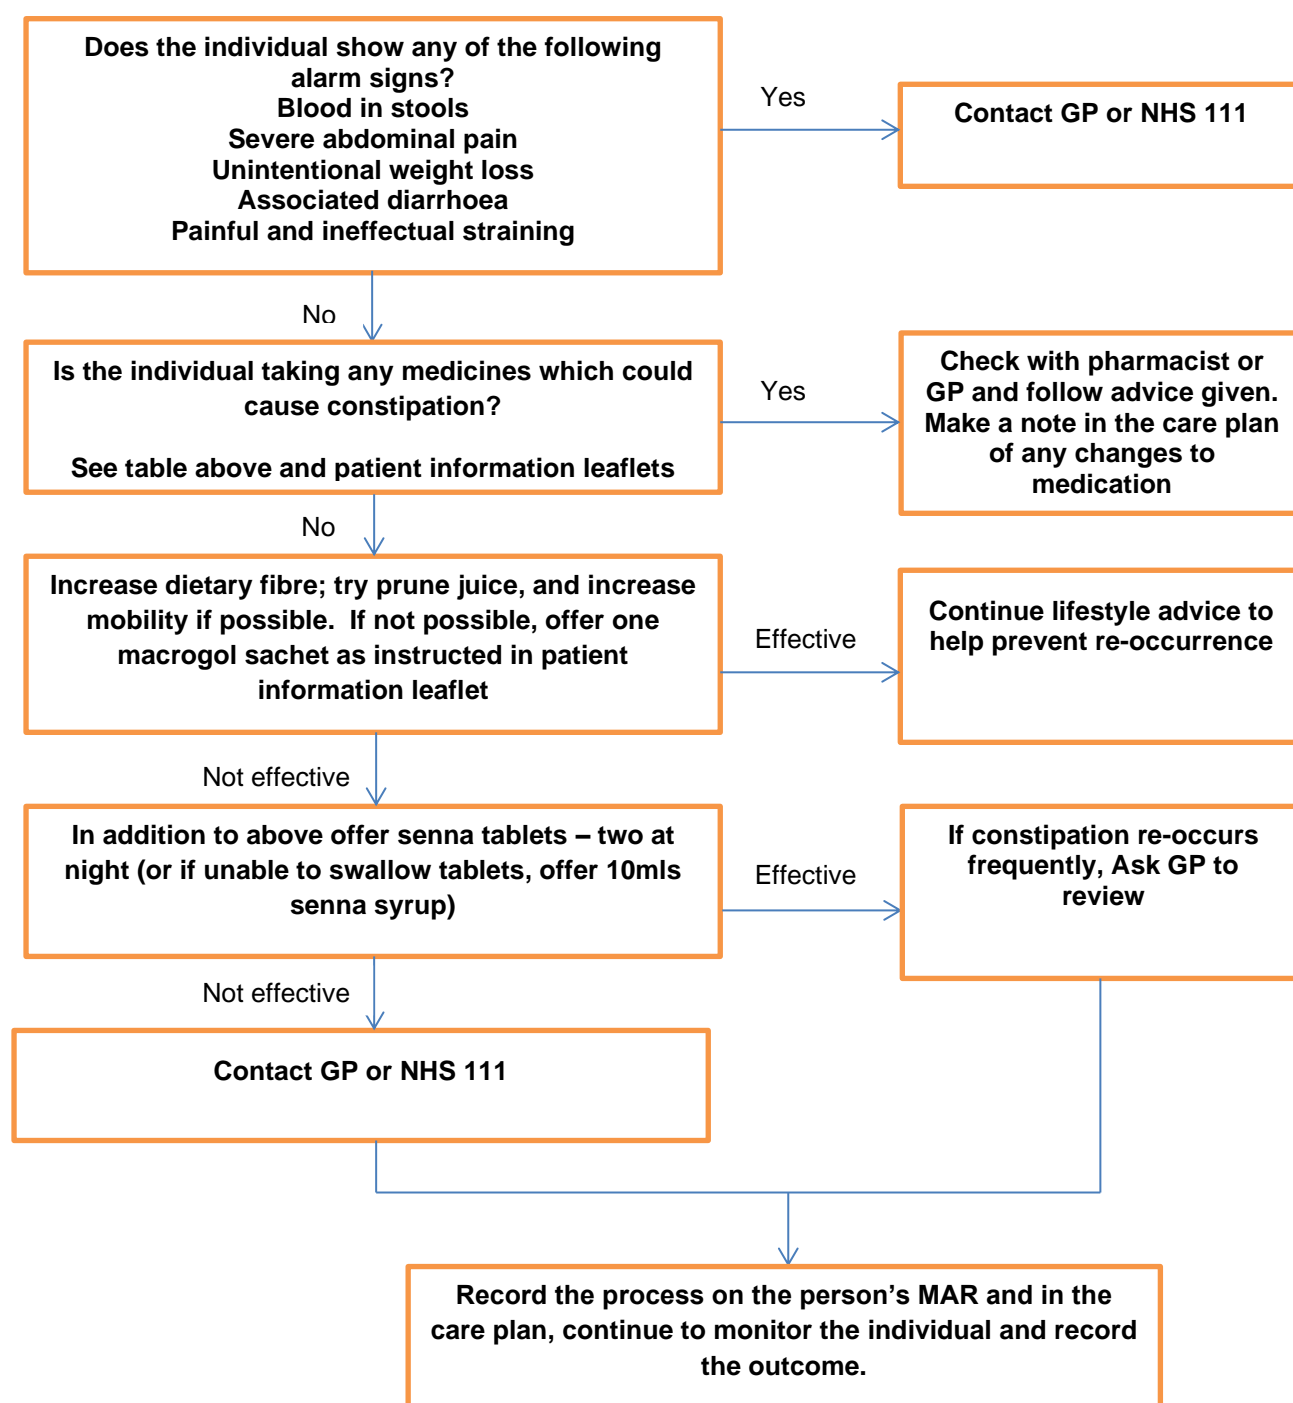 Does the individual show any of the following
alarm signs?
Blood in stools
Severe abdominal pain
Unintentional weight loss
Associated diarrhoea
Painful and ineffectual straining
Yes
Contact GP or NHS 111
No
Is the individual taking any medicines which could
cause constipation?
See table above and patient information leaflets
Yes
Check with pharmacist or
GP and follow advice given.
Make a note in the care plan
of any changes to
medication
No
Increase dietary fibre; try prune juice, and increase
mobility if possible.  If not possible, offer one
macrogol sachet as instructed in patient
information leaflet
Effective
Continue lifestyle advice to
help prevent re-occurrence
Not effective
In addition to above offer senna tablets – two at
night (or if unable to swallow tablets, offer 10mls
senna syrup)
Effective
If constipation re-occurs
frequently, Ask GP to
review
Not effective
Contact GP or NHS 111
Record the process on the person’s MAR and in the
care plan, continue to monitor the individual and record
the outcome.